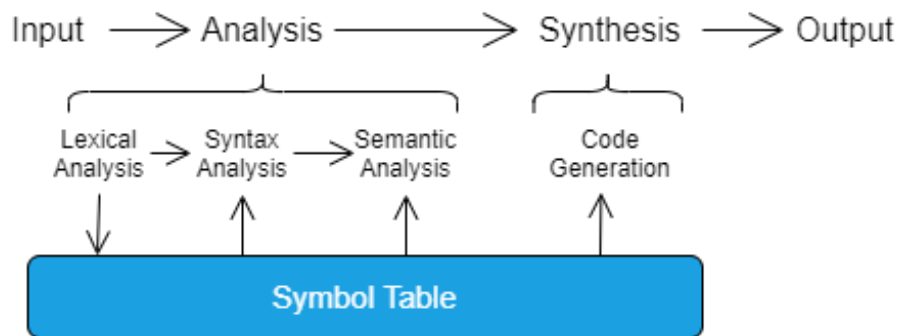 Input Analysis Synthesis Output
Lexical Syntax Semantic Code
Analysis Analysis Analysis Generation
Symbol Table